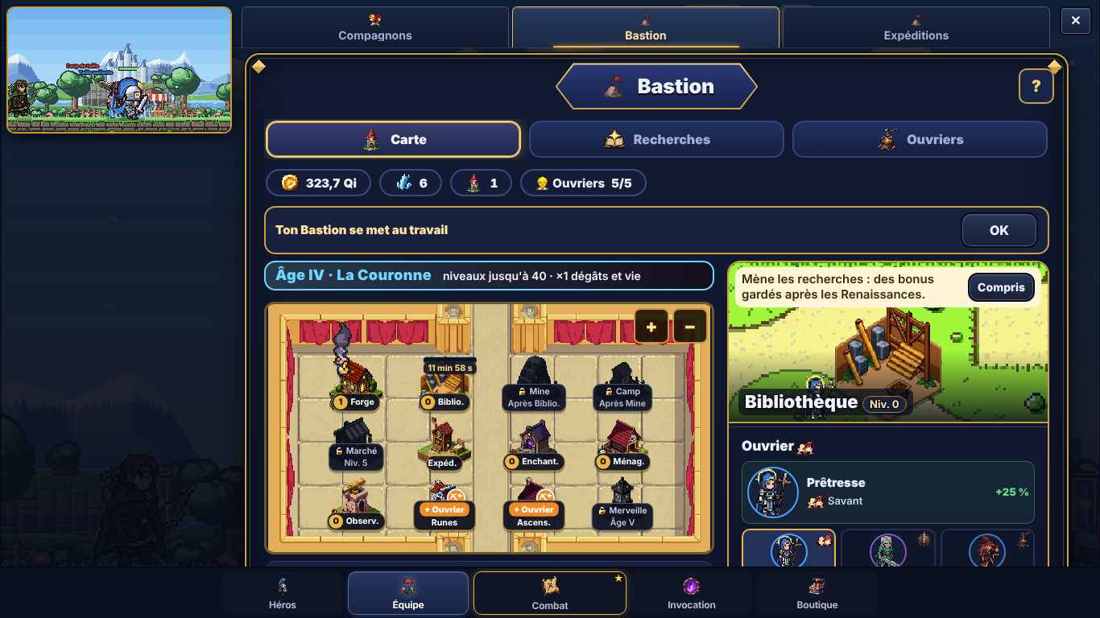 Compagnons
Bastion
Expéditions
Bastion
?
Carte
Recherches
Ouvriers
323,7 Qi
6
1
Ouvriers 5/5
Ton Bastion se met au travail
OK
Âge IV · La Couronne niveaux jusqu'à 40 · ×1 dégâts et vie
+
−
11 min 58 s
1 Forge
0 Biblio.
Mine
Après Biblio.
Camp
Après Mine
Marché
Niv. 5
Expéd.
0 Enchant.
0 Ménag.
0 Observ.
+ Ouvrier
Runes
+ Ouvrier
Ascens.
Merveille
Âge V
Mène les recherches : des bonus
gardés après les Renaissances.
Compris
Bibliothèque Niv. 0
Ouvrier
Prêtresse
Savant
+25 %
Héros
Équipe
Combat
Invocation
Boutique